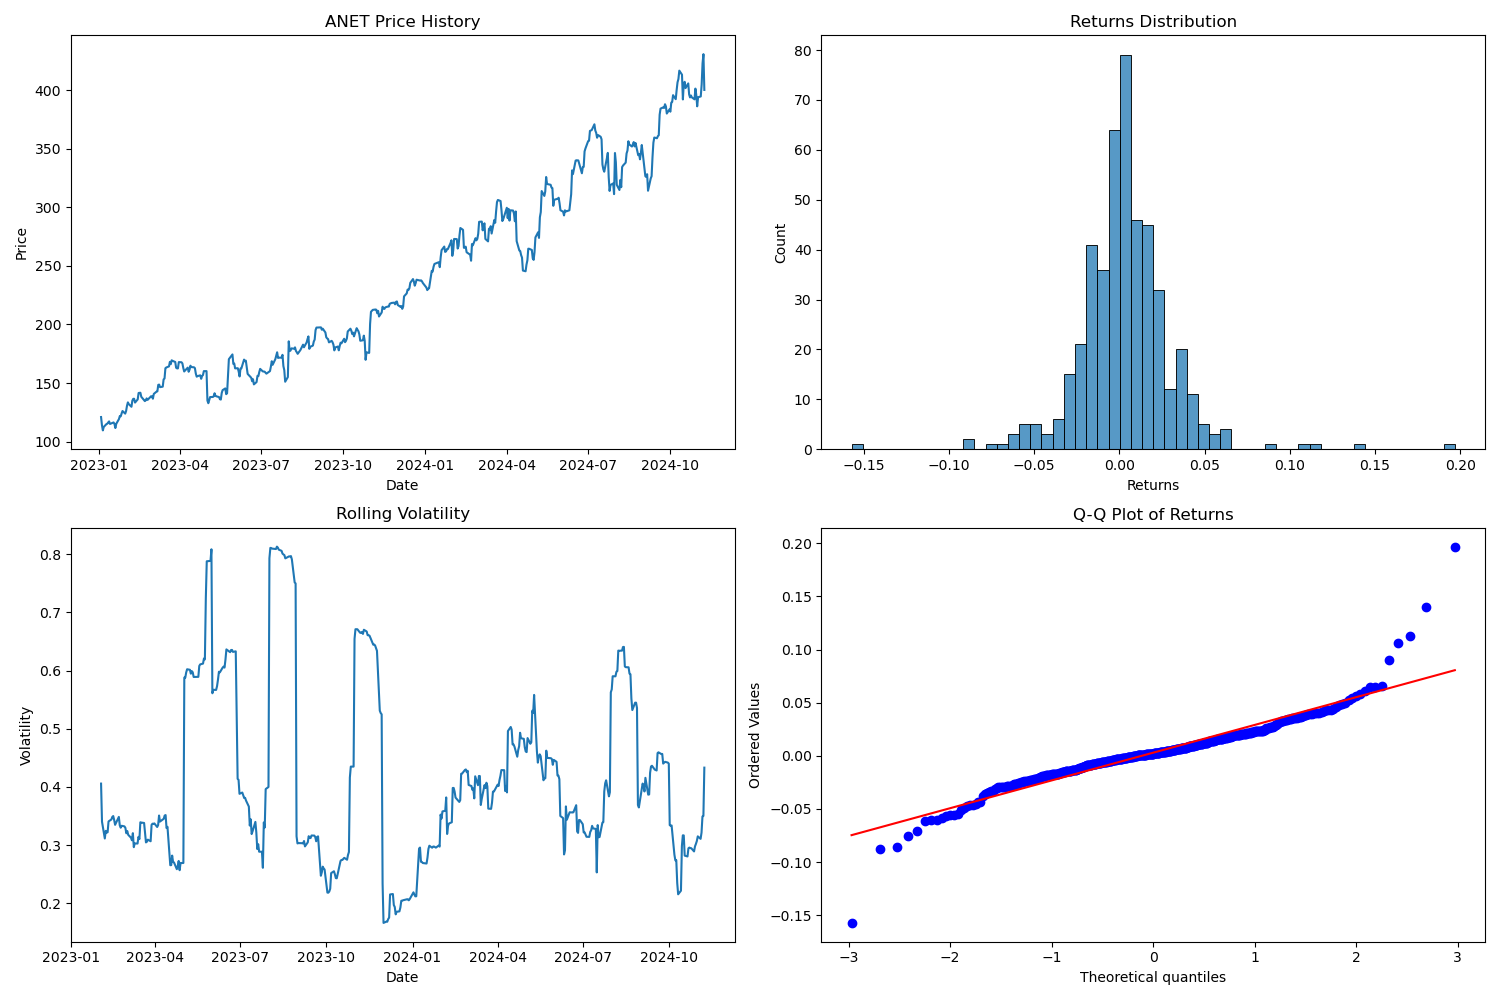 ANET Price History
Price
400
350
300
250
200
150
100
2023-01 2023-04 2023-07 2023-10 2024-01 2024-04 2024-07 2024-10
Date
Returns Distribution
Count
80
70
60
50
40
30
20
10
0
−0.15 −0.10 −0.05 0.00 0.05 0.10 0.15 0.20
Returns
Rolling Volatility
Volatility
0.8
0.7
0.6
0.5
0.4
0.3
0.2
2023-01 2023-04 2023-07 2023-10 2024-01 2024-04 2024-07 2024-10
Date
Q-Q Plot of Returns
Ordered Values
0.20
0.15
0.10
0.05
0.00
−0.05
−0.10
−0.15
−3 −2 −1 0 1 2 3
Theoretical quantiles